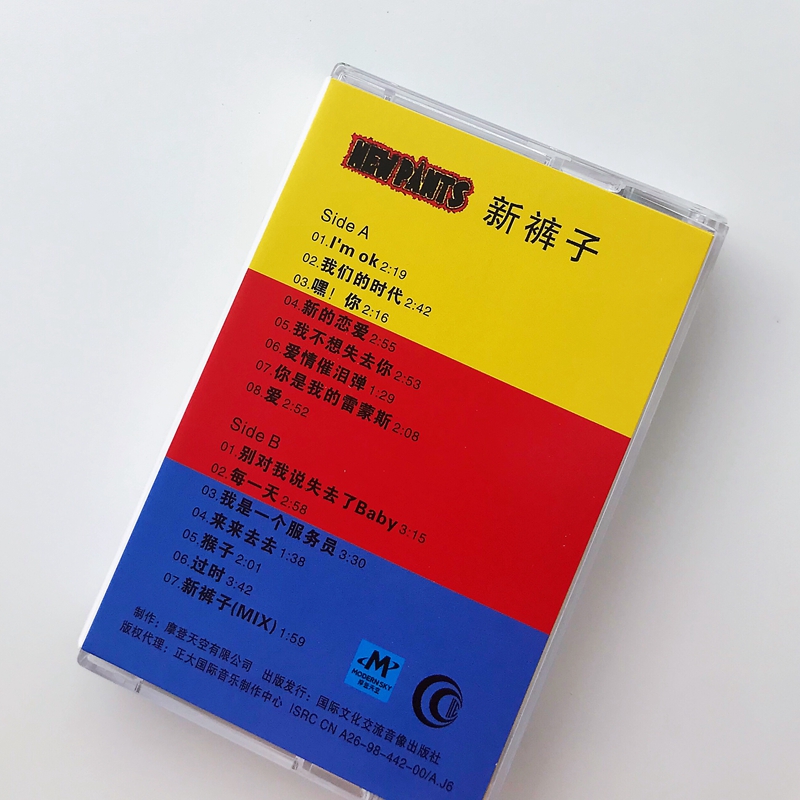 NEW PANTS 新裤子
Side A
01.I'm ok 2:19
02.我们的时代 2:42
03.嘿！你 2:16
04.新的恋爱 2:55
05.我不想失去你 2:53
06.爱情催泪弹 1:29
07.你是我的雷蒙斯 2:08
08.爱 2:52
Side B
01.别对我说失去了Baby 3:15
02.每一天 2:58
03.我是一个服务员 3:30
04.来来去去 1:38
05.猴子 2:01
06.过时 3:42
07.新裤子(MIX) 1:59
制作：摩登天空有限公司 出版发行：国际文化交流音像出版社
版权代理：正大国际音乐制作中心 ISRC CN A26-98-442-00/A.J6
M
MODERNSKY
摩登天空